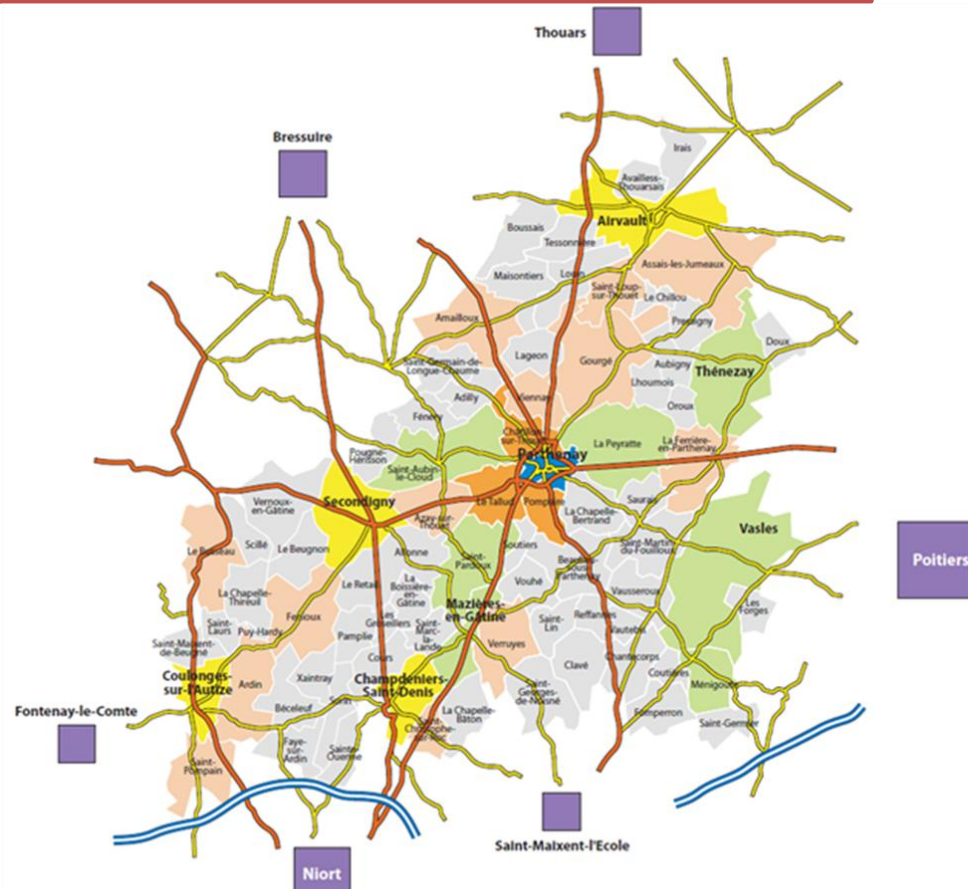 Thouars
Bressuire
Irais
Availles-
Thouarsais
Airvault
Boussais
Tessonnière
Assais-les-Jumeaux
Maisontiers
Louin
Saint-Loup-
sur-Thouet
Le Chillou
Amailloux
Pressigny
Doux
Saint-Germain-de-
Longue-Chaume
Lageon
Gourgé
Aubigny
Thénezay
Lhoumois
Adilly
Viennay
Oroux
Fénery
Châtillon-
sur-Thouet
La Peyratte
La Ferrière-
en-Parthenay
Parthenay
Pougne-
Hérisson
Saint-Aubin-
le-Cloud
Secondigny
Vernoux-
en-Gâtine
Le Tallud
Pompaire
Saurais
La Chapelle-
Bertrand
Azay-sur-
Thouet
Vasles
Le Busseau
Scillé
Le Beugnon
Allonne
Soutiers
Saint-Martin-
du-Fouilloux
Saint-
Pardoux
Beaulieu-
sous-
Parthenay
Poitiers
Le Retail
La
Boissière-
en-
Gâtine
Vouhé
Vausseroux
La Chapelle-
Thireuil
Mazières-
en-Gâtine
Les
Forges
Fenioux
Les
Groseillers
Saint-
Marc-
la-
Lande
Saint-
Lin
Reffannes
Saint-
Laurs
Puy-Hardy
Pamplie
Vautebis
Saint-Maixent-
de-Beugné
Verruyes
Cours
Clavé
Chantecorps
Coulonges-
sur-l'Autize
Ardin
Xaintray
Champdeniers-
Saint-Denis
Coutières
Ménigoute
Saint-
Georges-
de-Noisné
Surin
Béceleuf
La Chapelle-
Bâton
Fomperron
Saint-Germier
Saint-
Christophe-
sur-Roc
Fontenay-le-Comte
Faye-
sur-
Ardin
Sainte-
Ouenne
Saint-
Pompain
Saint-Maixent-l'Ecole
Niort